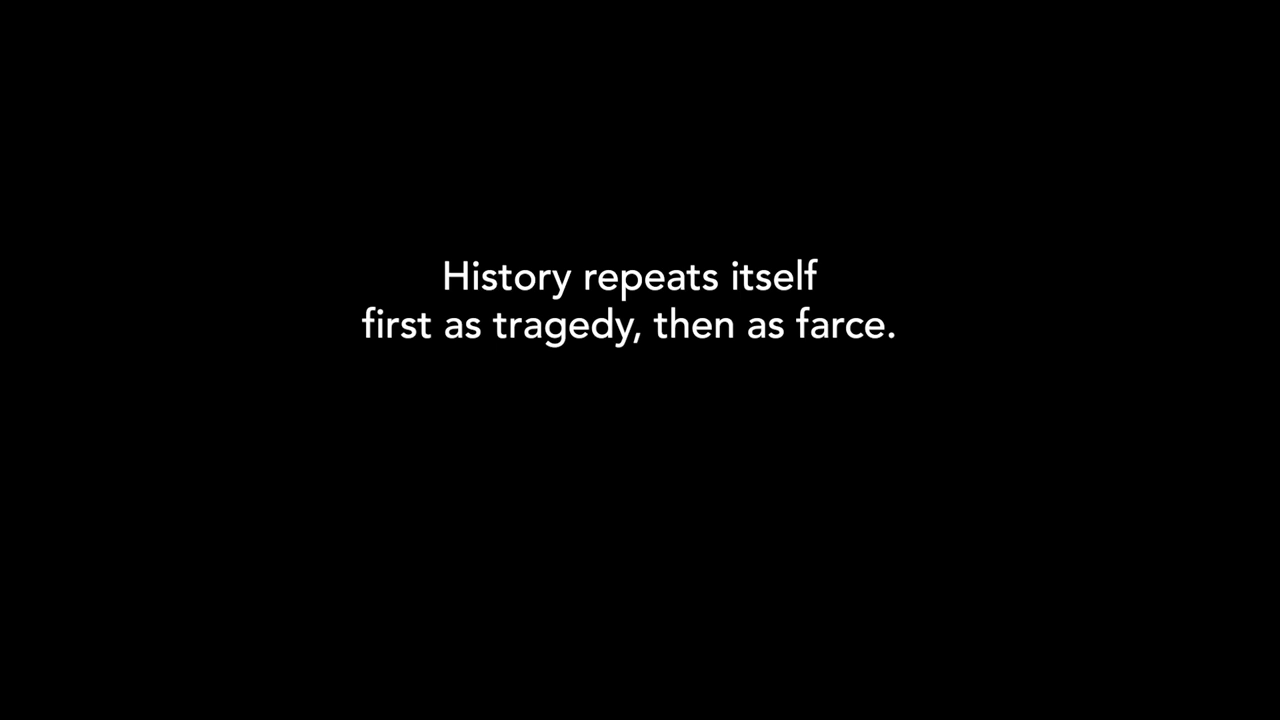 History repeats itself
first as tragedy, then as farce.